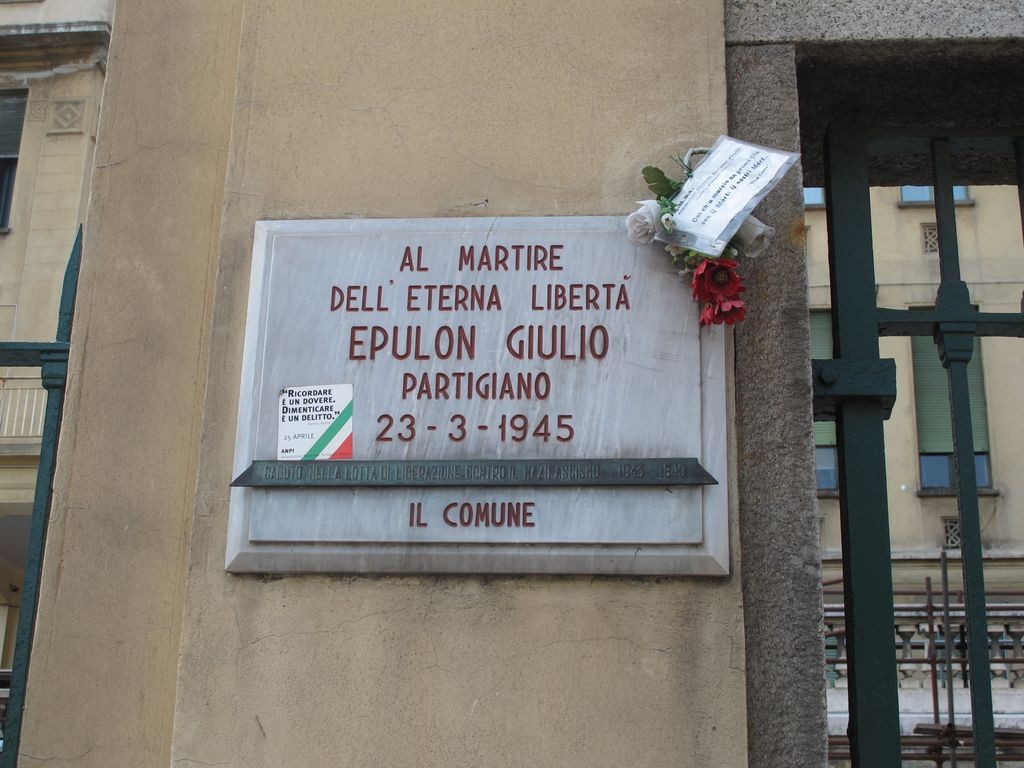 AL MARTIRE
DELL'ETERNA LIBERTÀ
EPULON GIULIO
PARTIGIANO
23-3-1945
"RICORDARE
È UN DOVERE.
DIMENTICARE
È UN DELITTO."
25 APRILE
ANPI
CADUTO NELLA LOTTA DI LIBERAZIONE CONTRO IL NAZIFASCISMO 1943 1945
IL COMUNE